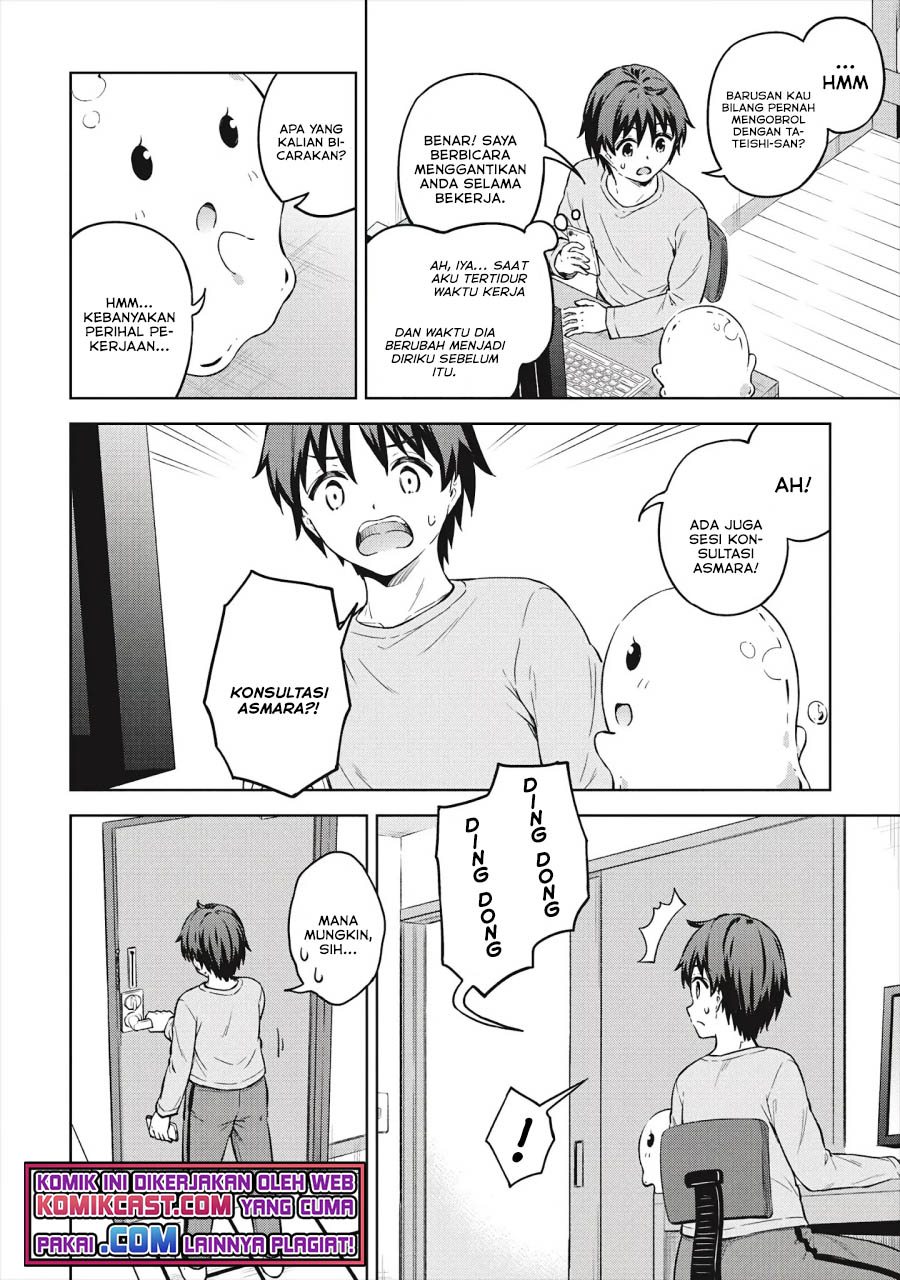 ...
HMM
BARUSAN KAU
BILANG PERNAH
MENGOBROL
DENGAN TA-
TEISHI-SAN?
BENAR! SAYA
BERBICARA
MENGGANTIKAN
ANDA SELAMA
BEKERJA.
AH, IYA... SAAT
AKU TERTIDUR
WAKTU KERJA
DAN WAKTU DIA
BERUBAH MENJADI
DIRIKU SEBELUM
ITU.
APA YANG
KALIAN BI-
CARAKAN?
HMM...
KEBANYAKAN
PERIHAL PE-
KERJAAN...
AH!
ADA JUGA
SESI KON-
SULTASI
ASMARA!
KONSULTASI
ASMARA?!
DING DONG
DING DONG
!
MANA
MUNGKIN,
SIH...
KOMIK INI DIKERJAKAN OLEH WEB
KOMIKCAST.COM YANG CUMA
PAKAI .COM LAINNYA PLAGIAT!